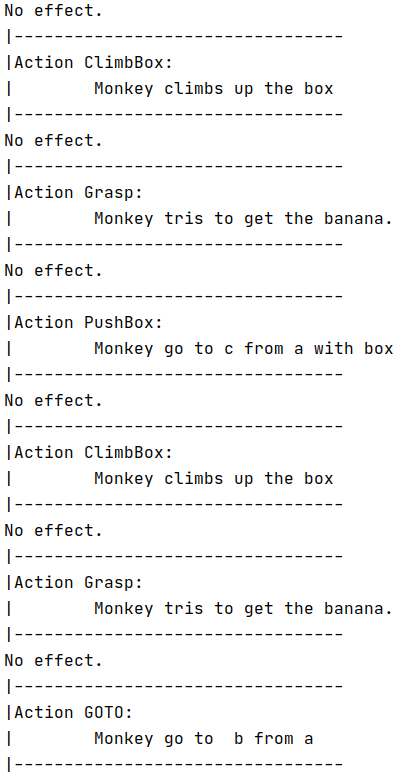 No effect.
|---------------------------------
|Action ClimbBox:
|        Monkey climbs up the box
|---------------------------------
No effect.
|---------------------------------
|Action Grasp:
|        Monkey tris to get the banana.
|---------------------------------
No effect.
|---------------------------------
|Action PushBox:
|        Monkey go to c from a with box
|---------------------------------
No effect.
|---------------------------------
|Action ClimbBox:
|        Monkey climbs up the box
|---------------------------------
No effect.
|---------------------------------
|Action Grasp:
|        Monkey tris to get the banana.
|---------------------------------
No effect.
|---------------------------------
|Action GOTO:
|        Monkey go to  b from a
|---------------------------------